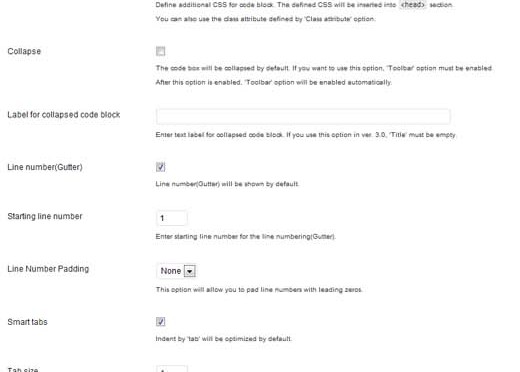 Define additional CSS for code block. The defined CSS will be inserted into <head> section.
You can also use the class attribute defined by 'Class attribute' option.
Collapse
The code box will be collapsed by default. If you want to use this option, 'Toolbar' option must be enabled.
After this option is enabled, 'Toolbar' option will be enabled automatically.
Label for collapsed code block
Enter text label for collapsed code block. If you use this option in ver. 3.0, 'Title' must be empty.
Line number(Gutter)
Line number(Gutter) will be shown by default.
Starting line number
1
Enter starting line number for the line numbering(Gutter).
Line Number Padding
None
This option will allow you to pad line numbers with leading zeros.
Smart tabs
Indent by 'tab' will be optimized by default.
Tab size